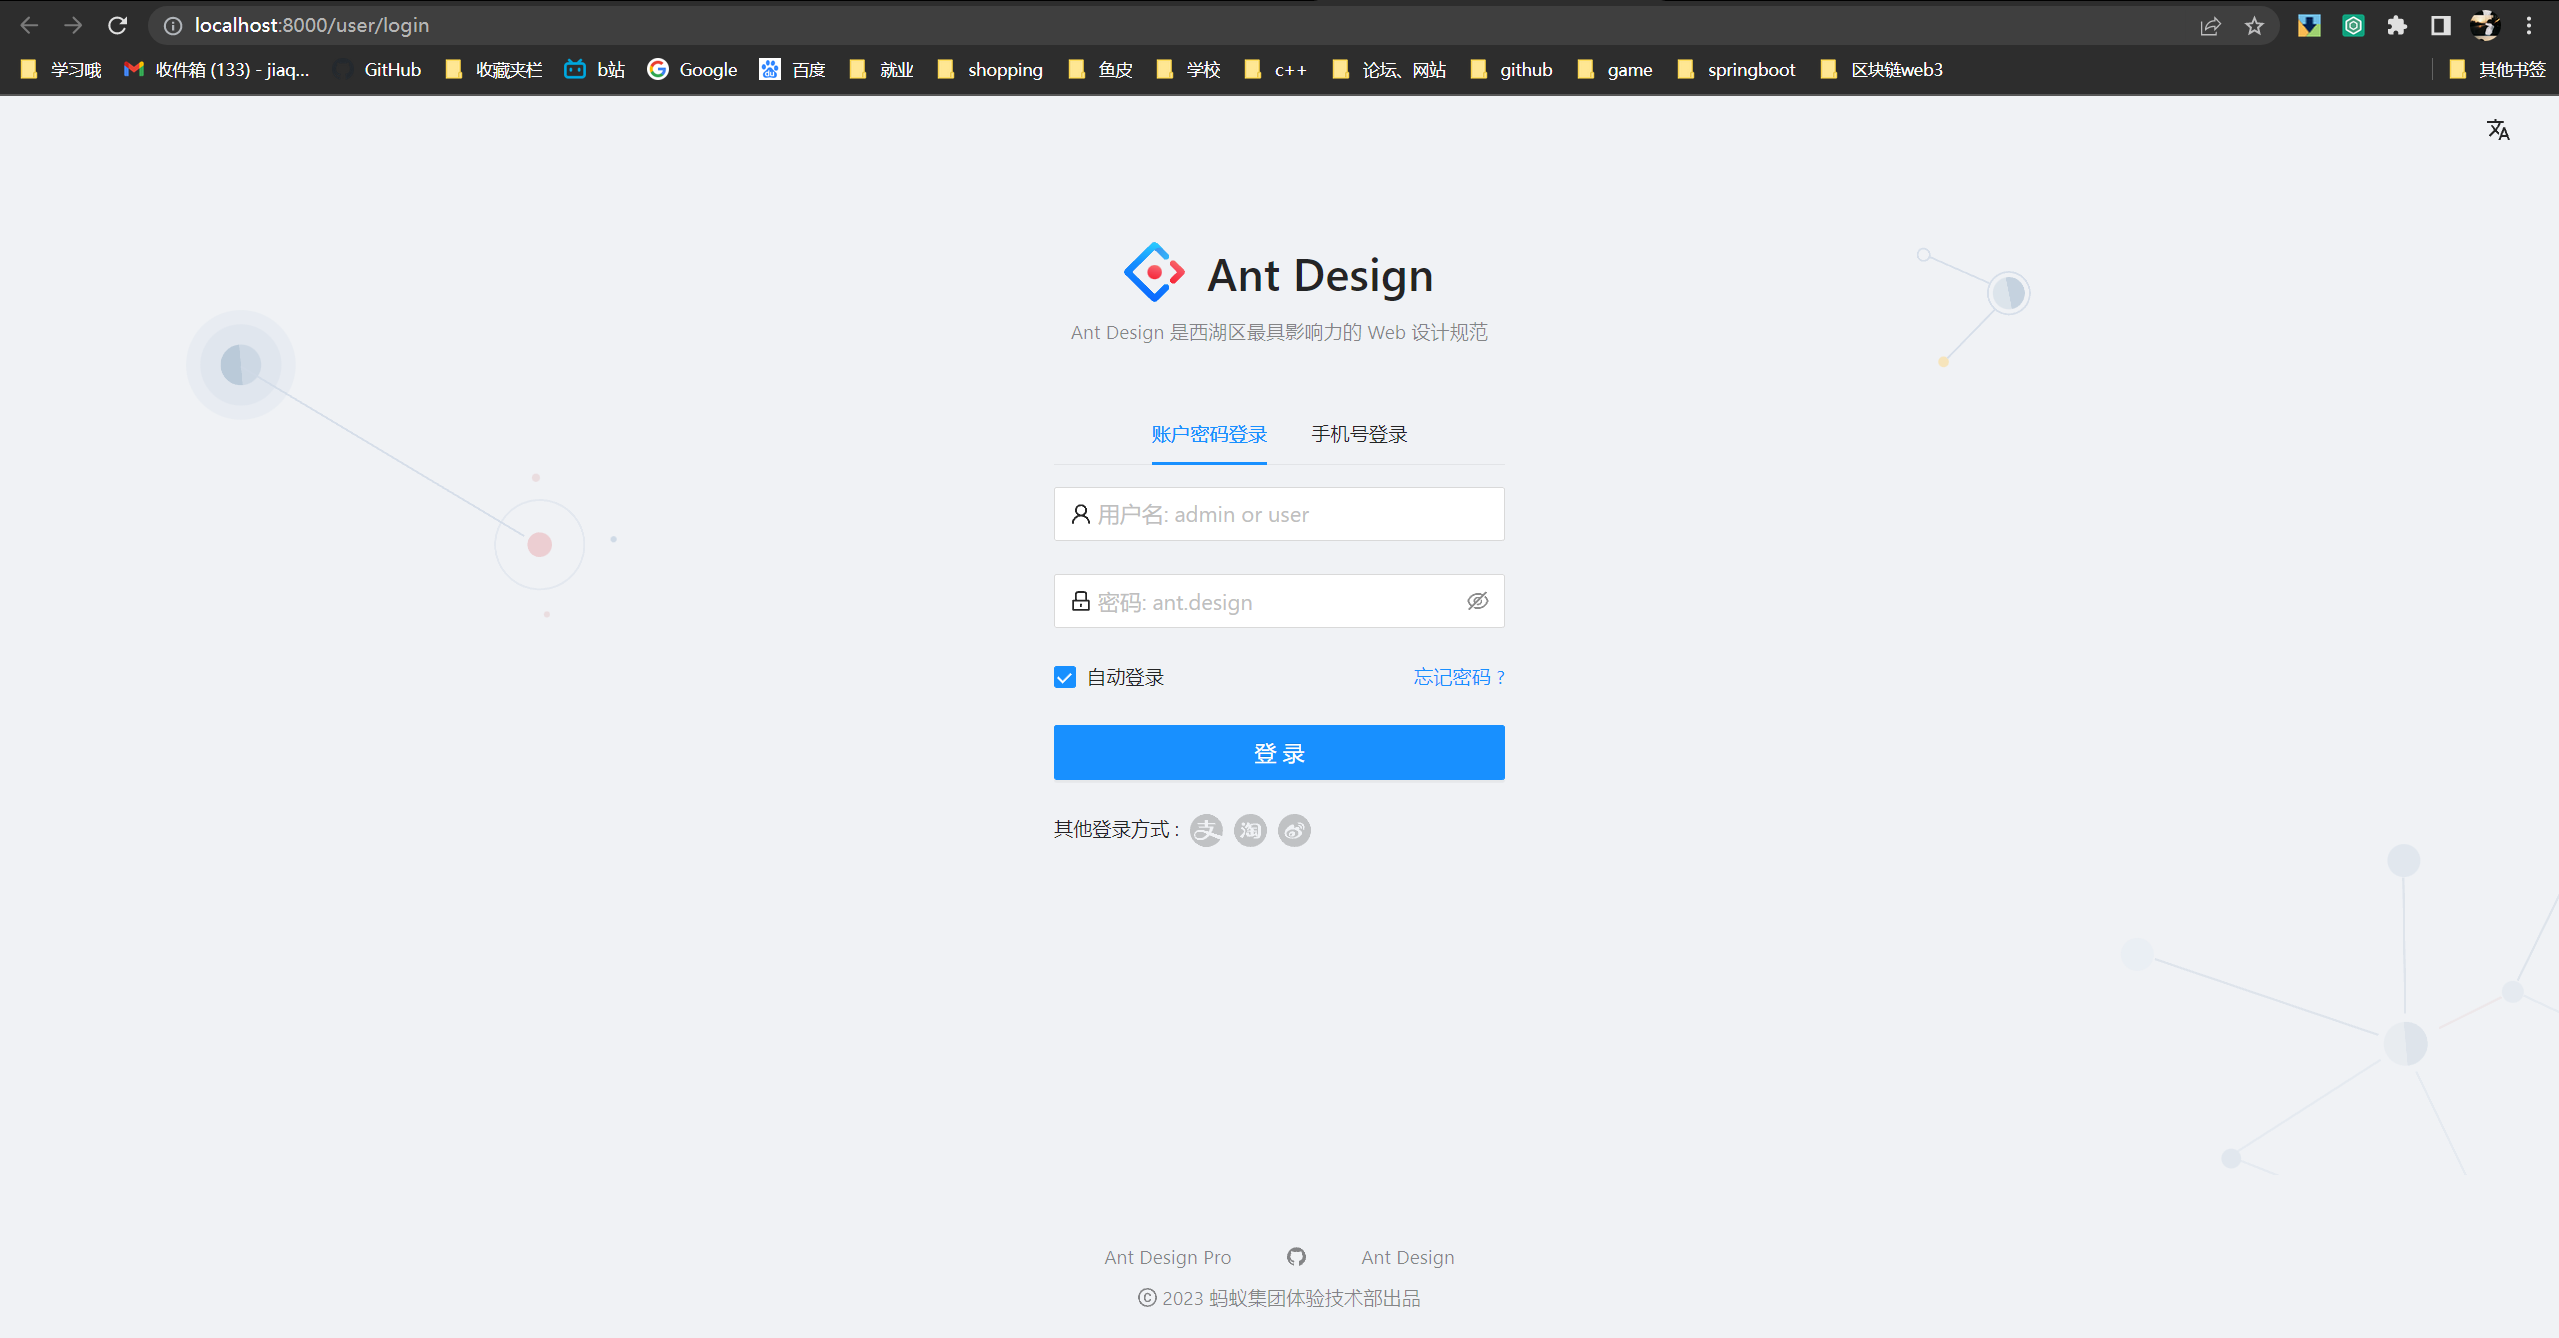 localhost:8000/user/login
学习哦 收件箱 (133) - jiaq... GitHub 收藏夹栏 b站 Google 百度 就业 shopping 鱼皮 学校 c++ 论坛、网站 github game springboot 区块链web3 其他书签
Ant Design
Ant Design 是西湖区最具影响力的 Web 设计规范
账户密码登录 手机号登录
用户名: admin or user
密码: ant.design
自动登录 忘记密码 ?
登 录
其他登录方式 : 支 淘
Ant Design Pro Ant Design
© 2023 蚂蚁集团体验技术部出品